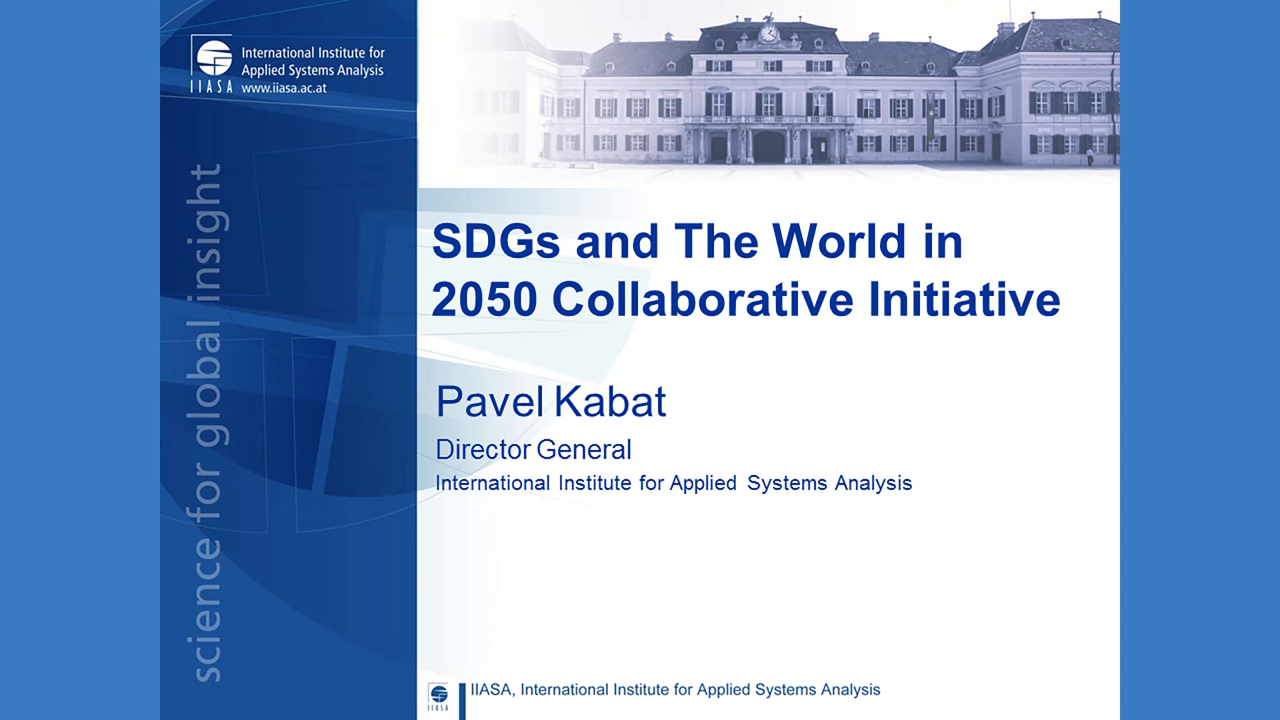 International Institute for
Applied Systems Analysis
IIASA www.iiasa.ac.at
science for global insight
SDGs and The World in
2050 Collaborative Initiative
Pavel Kabat
Director General
International Institute for Applied Systems Analysis
IIASA
IIASA, International Institute for Applied Systems Analysis